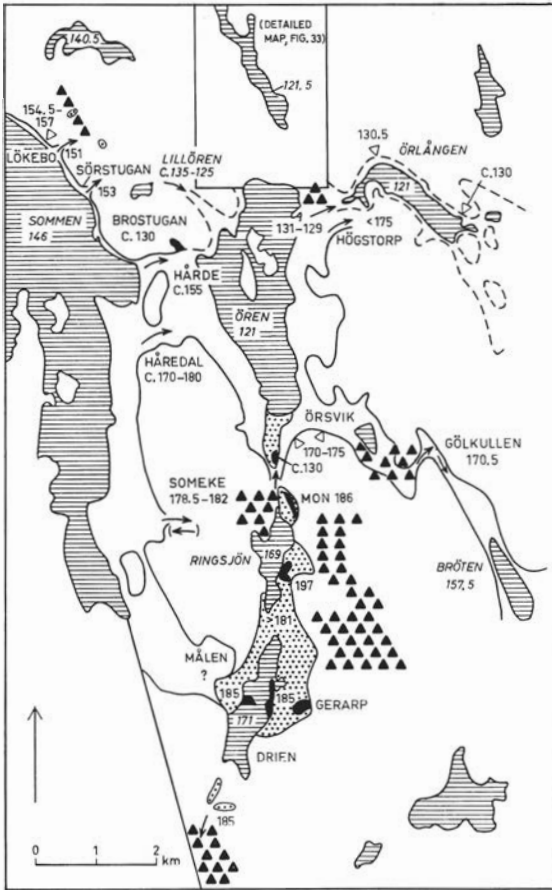 140.5
(DETAILED
MAP, FIG. 33)
121,5
154.5-
157
LÖKEBO
151
SÖRSTUGAN
153
LILLÖREN
C.135-125
130.5
ÖRLÅNGEN
121
C,130
SOMMEN
146
BROSTUGAN
C. 130
131-129
<175
HÖGSTORP
HÅRDE
C.155
ÖREN
121
HÅREDAL
C. 170-180
ÖRSVIK
170-175
GÖLKULLEN
170.5
C.130
SOMEKE
178.5-182
MON 186
RINGSJÖN
169
197
BRÖTEN
157,5
>181
MÅLEN
?
185
185
171
GERARP
DRIEN
185
0 1 2
km